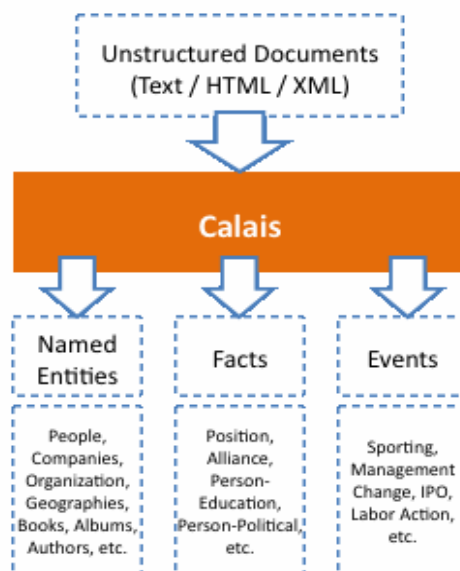 Unstructured Documents
(Text / HTML / XML)
Calais
Named
Entities
Facts
Events
People,
Companies,
Organization,
Geographies,
Books, Albums,
Authors, etc.
Position,
Alliance,
Person-
Education,
Person-Political,
etc.
Sporting,
Management
Change, IPO,
Labor Action,
etc.